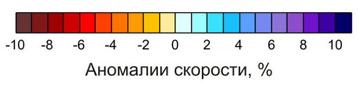 -10 -8 -6 -4 -2 0 2 4 6 8 10
Аномалии скорости, %